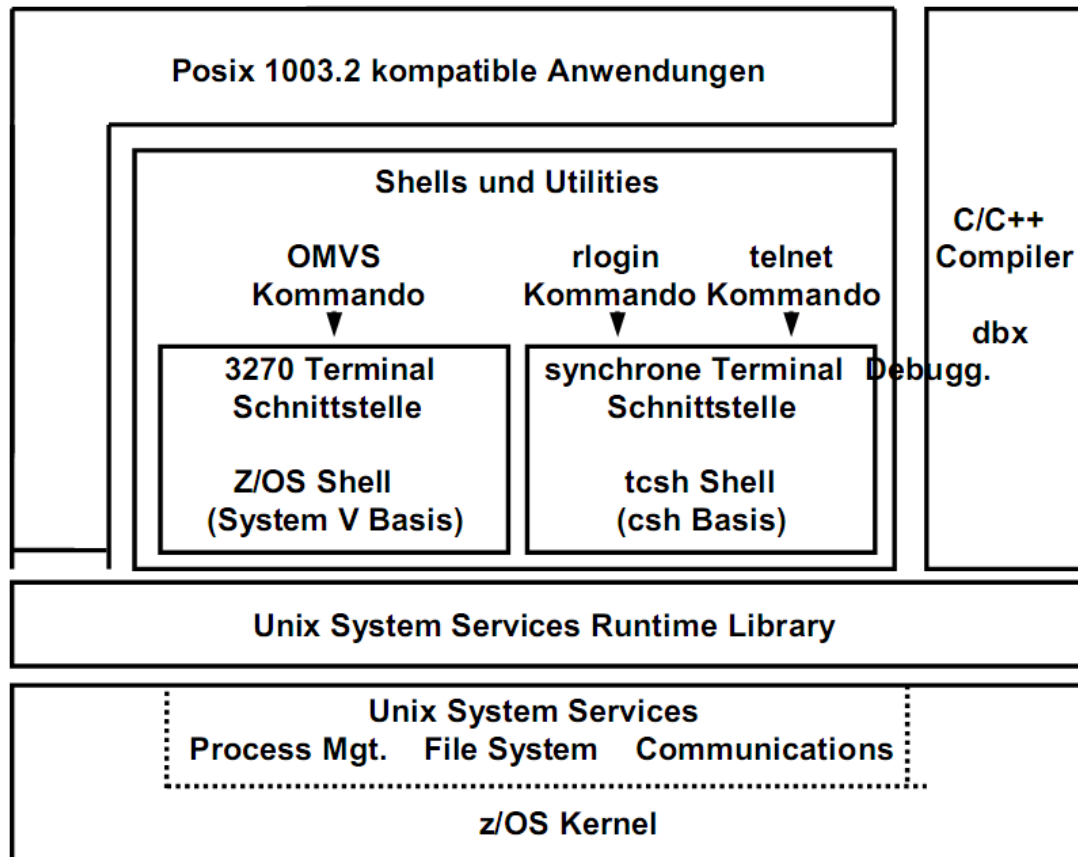 Posix 1003.2 kompatible Anwendungen
Shells und Utilities
OMVS
Kommando
rlogin
Kommando
telnet
Kommando
3270 Terminal
Schnittstelle
Z/OS Shell
(System V Basis)
synchrone Terminal
Schnittstelle
tcsh Shell
(csh Basis)
C/C++
Compiler
dbx
Debugg.
Unix System Services Runtime Library
Unix System Services
Process Mgt. File System Communications
z/OS Kernel